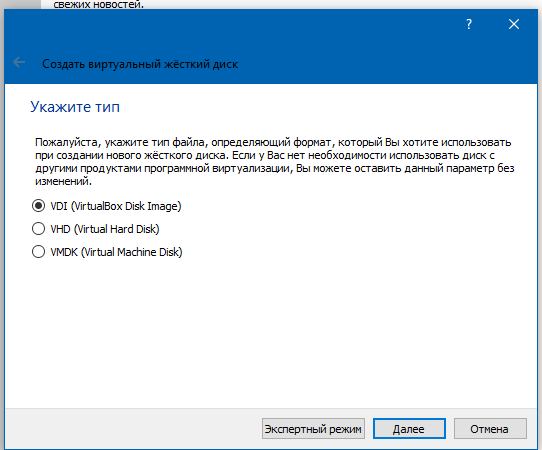 свежих новостей.
?
Создать виртуальный жёсткий диск
Укажите тип
Пожалуйста, укажите тип файла, определяющий формат, который Вы хотите использовать
при создании нового жёсткого диска. Если у Вас нет необходимости использовать диск с
другими продуктами программной виртуализации, Вы можете оставить данный параметр без
изменений.
VDI (VirtualBox Disk Image)
VHD (Virtual Hard Disk)
VMDK (Virtual Machine Disk)
Экспертный режим Далее Отмена